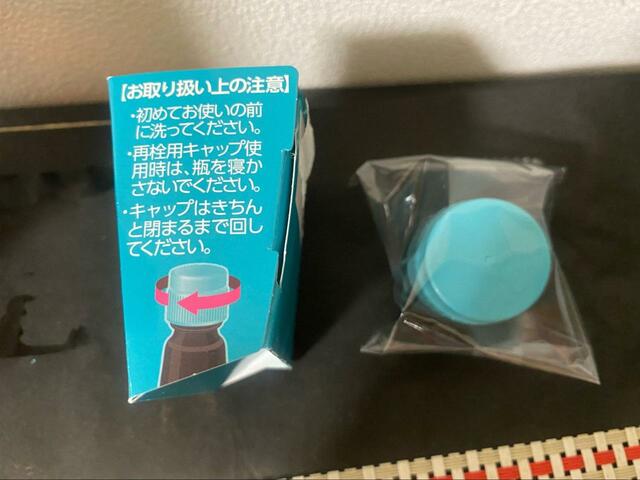 【お取り扱い上の注意】
・初めてお使いの前
に洗ってください。
・再栓用キャップ使
用時は、瓶を寝か
さないでください。
・キャップはきちん
と閉まるまで回し
てください。